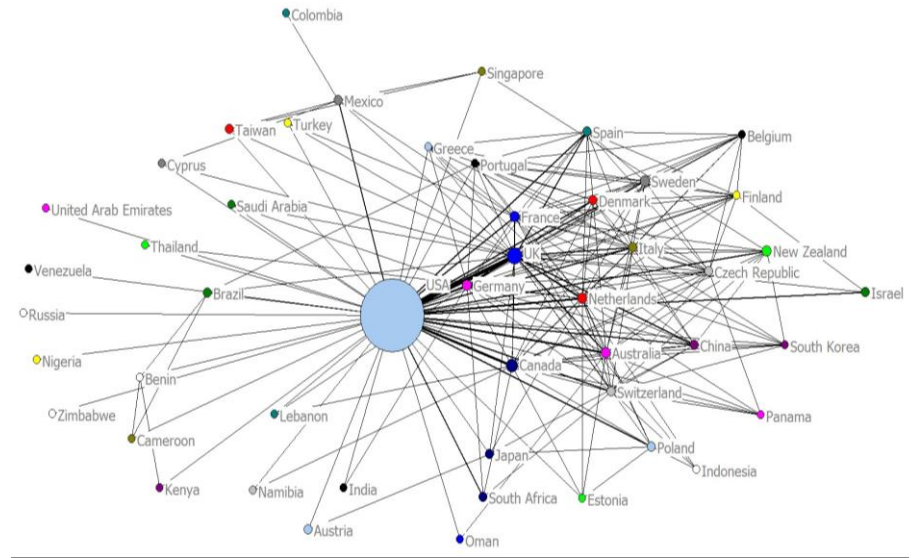 Colombia
Singapore
Mexico
Taiwan
Turkey
Spain
Belgium
Greece
Portugal
Cyprus
Sweden
Finland
Denmark
United Arab Emirates
Saudi Arabia
France
Thailand
UK
Italy
New Zealand
Venezuela
Czech Republic
USA
Germany
Brazil
Netherlands
Israel
Russia
China
South Korea
Australia
Nigeria
Canada
Benin
Switzerland
Zimbabwe
Lebanon
Panama
Cameroon
Poland
Japan
Indonesia
Kenya
Namibia
India
South Africa
Estonia
Austria
Oman